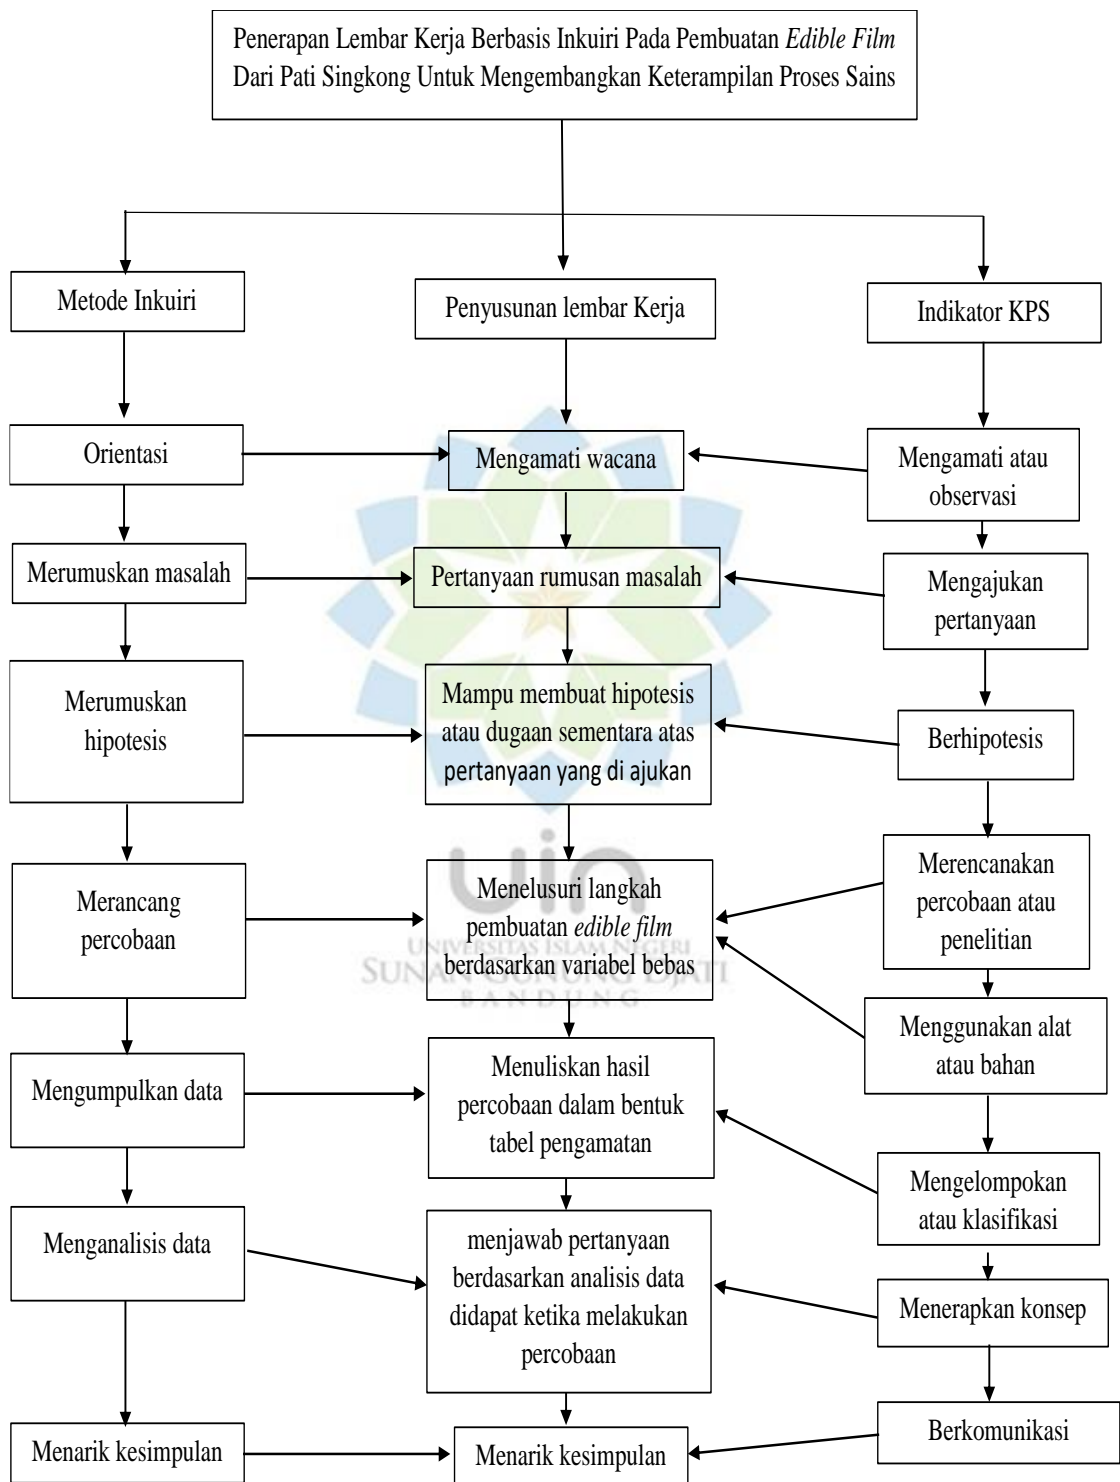 Penerapan Lembar Kerja Berbasis Inkuiri Pada Pembuatan Edible Film
Dari Pati Singkong Untuk Mengembangkan Keterampilan Proses Sains
Metode Inkuiri
Penyusunan lembar Kerja
Indikator KPS
Orientasi
Mengamati wacana
Mengamati atau
observasi
Merumuskan masalah
Pertanyaan rumusan masalah
Mengajukan
pertanyaan
Merumuskan
hipotesis
Mampu membuat hipotesis
atau dugaan sementara atas
pertanyaan yang di ajukan
Berhipotesis
Merancang
percobaan
Menelusuri langkah
pembuatan edible film
berdasarkan variabel bebas
Merencanakan
percobaan atau
penelitian
uin
UNIVERSITAS ISLAM NEGERI
SUNAN GUNUNG DJATI
BANDUNG
Menggunakan alat
atau bahan
Mengumpulkan data
Menuliskan hasil
percobaan dalam bentuk
tabel pengamatan
Mengelompokan
atau klasifikasi
Menganalisis data
menjawab pertanyaan
berdasarkan analisis data
didapat ketika melakukan
percobaan
Menerapkan konsep
Menarik kesimpulan
Menarik kesimpulan
Berkomunikasi